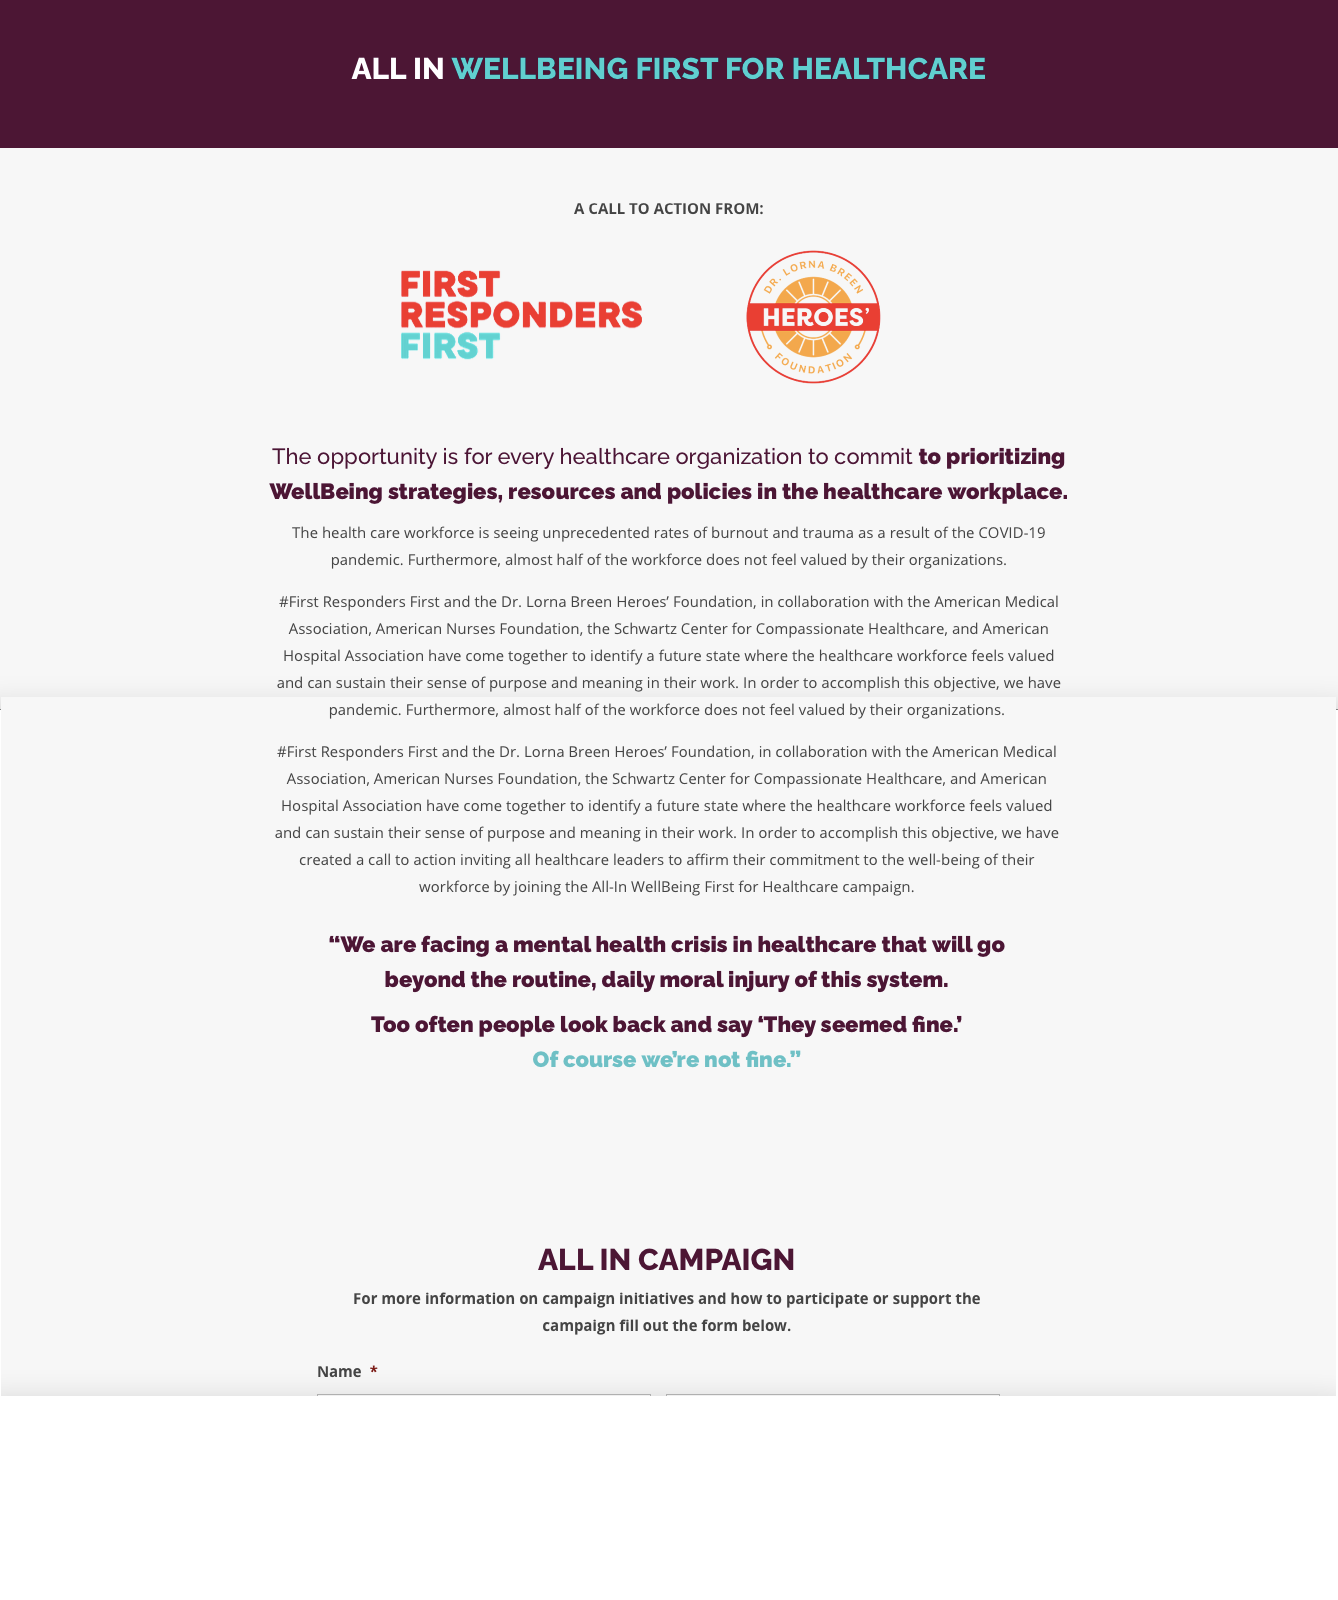 ALL IN WELLBEING FIRST FOR HEALTHCARE
A CALL TO ACTION FROM:
FIRST
RESPONDERS
FIRST
DR. LORNA BREEN
HEROES’
FOUNDATION
The opportunity is for every healthcare organization to commit to prioritizing
WellBeing strategies, resources and policies in the healthcare workplace.
The health care workforce is seeing unprecedented rates of burnout and trauma as a result of the COVID-19
pandemic. Furthermore, almost half of the workforce does not feel valued by their organizations.
#First Responders First and the Dr. Lorna Breen Heroes’ Foundation, in collaboration with the American Medical
Association, American Nurses Foundation, the Schwartz Center for Compassionate Healthcare, and American
Hospital Association have come together to identify a future state where the healthcare workforce feels valued
and can sustain their sense of purpose and meaning in their work. In order to accomplish this objective, we have
pandemic. Furthermore, almost half of the workforce does not feel valued by their organizations.
#First Responders First and the Dr. Lorna Breen Heroes’ Foundation, in collaboration with the American Medical
Association, American Nurses Foundation, the Schwartz Center for Compassionate Healthcare, and American
Hospital Association have come together to identify a future state where the healthcare workforce feels valued
and can sustain their sense of purpose and meaning in their work. In order to accomplish this objective, we have
created a call to action inviting all healthcare leaders to affirm their commitment to the well-being of their
workforce by joining the All-In WellBeing First for Healthcare campaign.
“We are facing a mental health crisis in healthcare that will go
beyond the routine, daily moral injury of this system.
Too often people look back and say ‘They seemed fine.’
Of course we’re not fine.”
ALL IN CAMPAIGN
For more information on campaign initiatives and how to participate or support the
campaign fill out the form below.
Name *